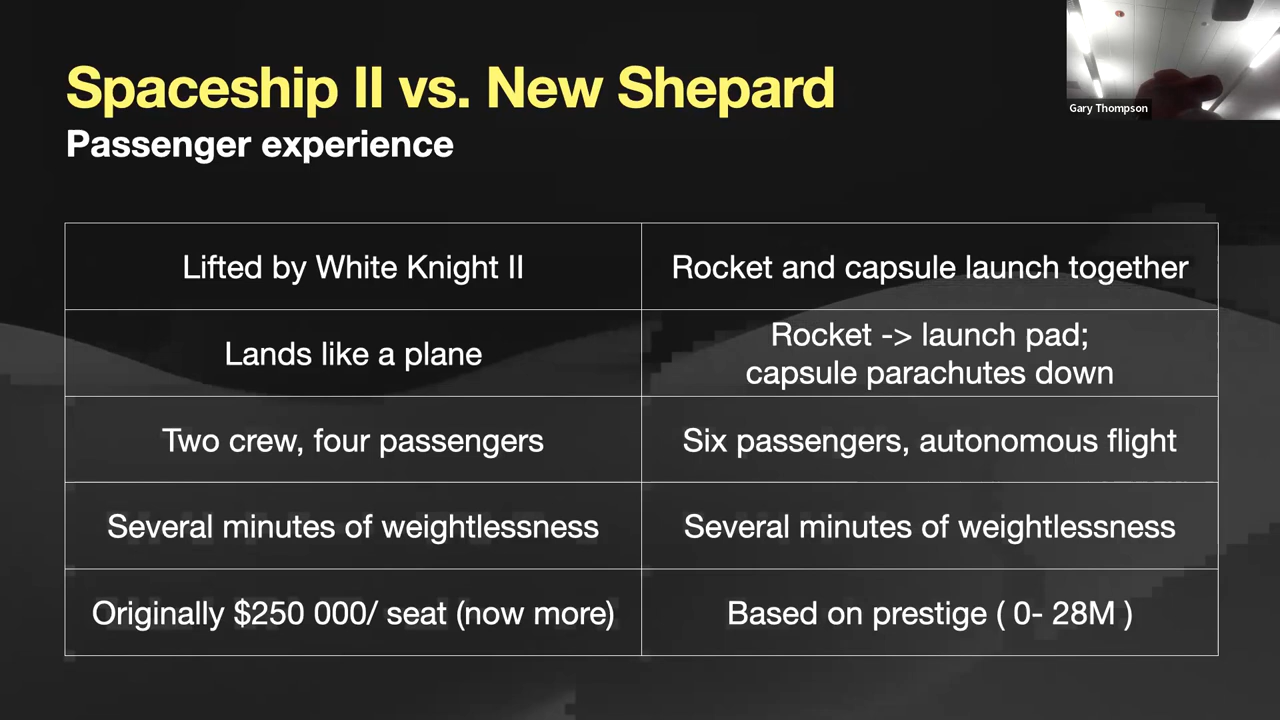 Spaceship II vs. New Shepard
Passenger experience
Gary Thompson
Lifted by White Knight II
Rocket and capsule launch together
Lands like a plane
Rocket -> launch pad;
capsule parachutes down
Two crew, four passengers
Six passengers, autonomous flight
Several minutes of weightlessness
Several minutes of weightlessness
Originally $250 000/ seat (now more)
Based on prestige ( 0- 28M )